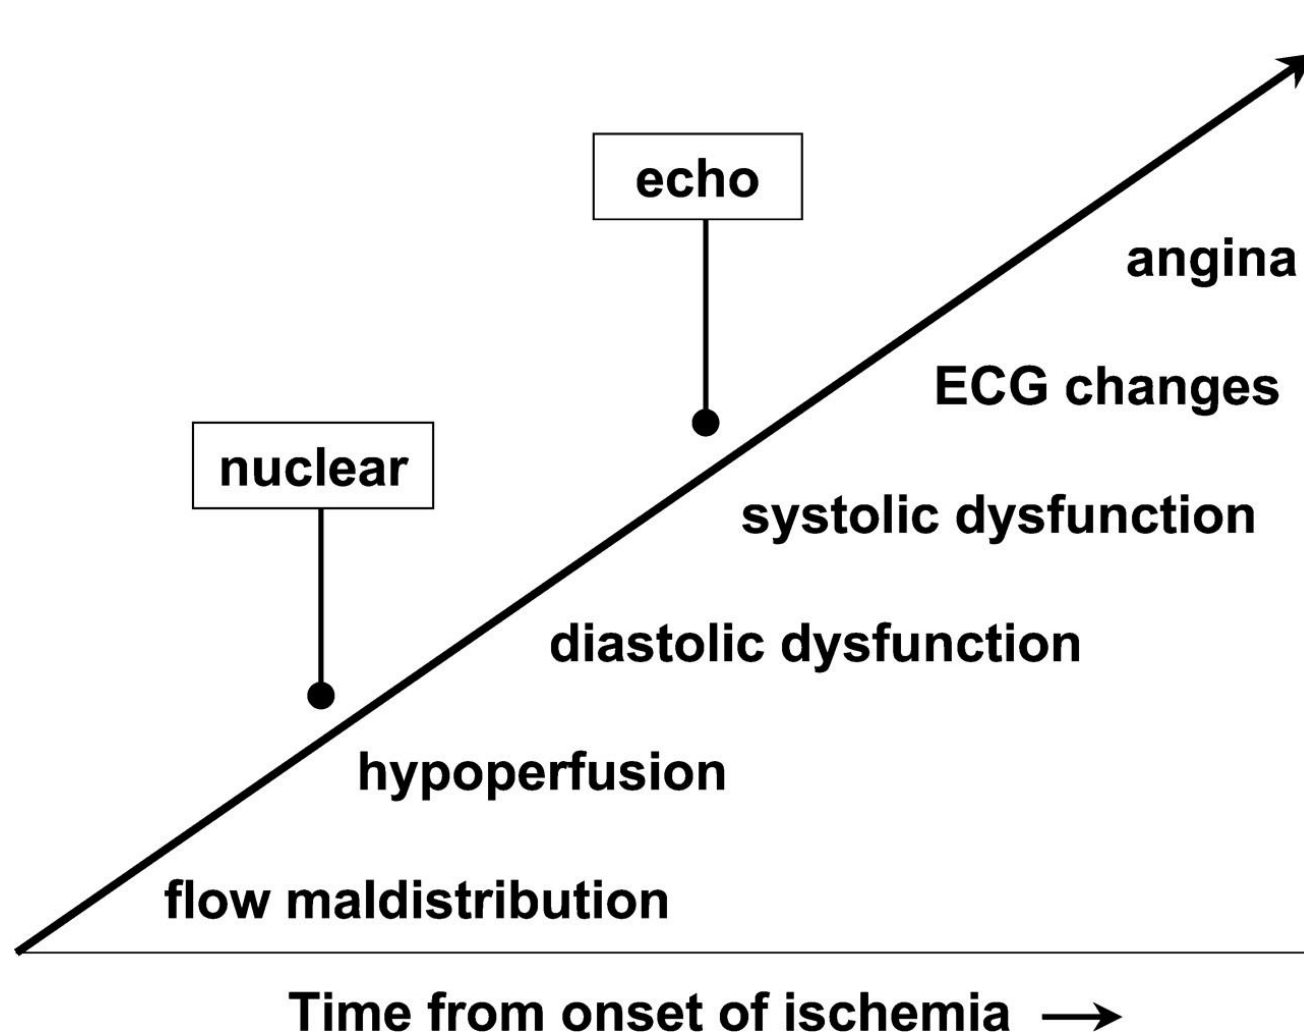 echo
angina
ECG changes
nuclear
systolic dysfunction
diastolic dysfunction
hypoperfusion
flow maldistribution
Time from onset of ischemia →